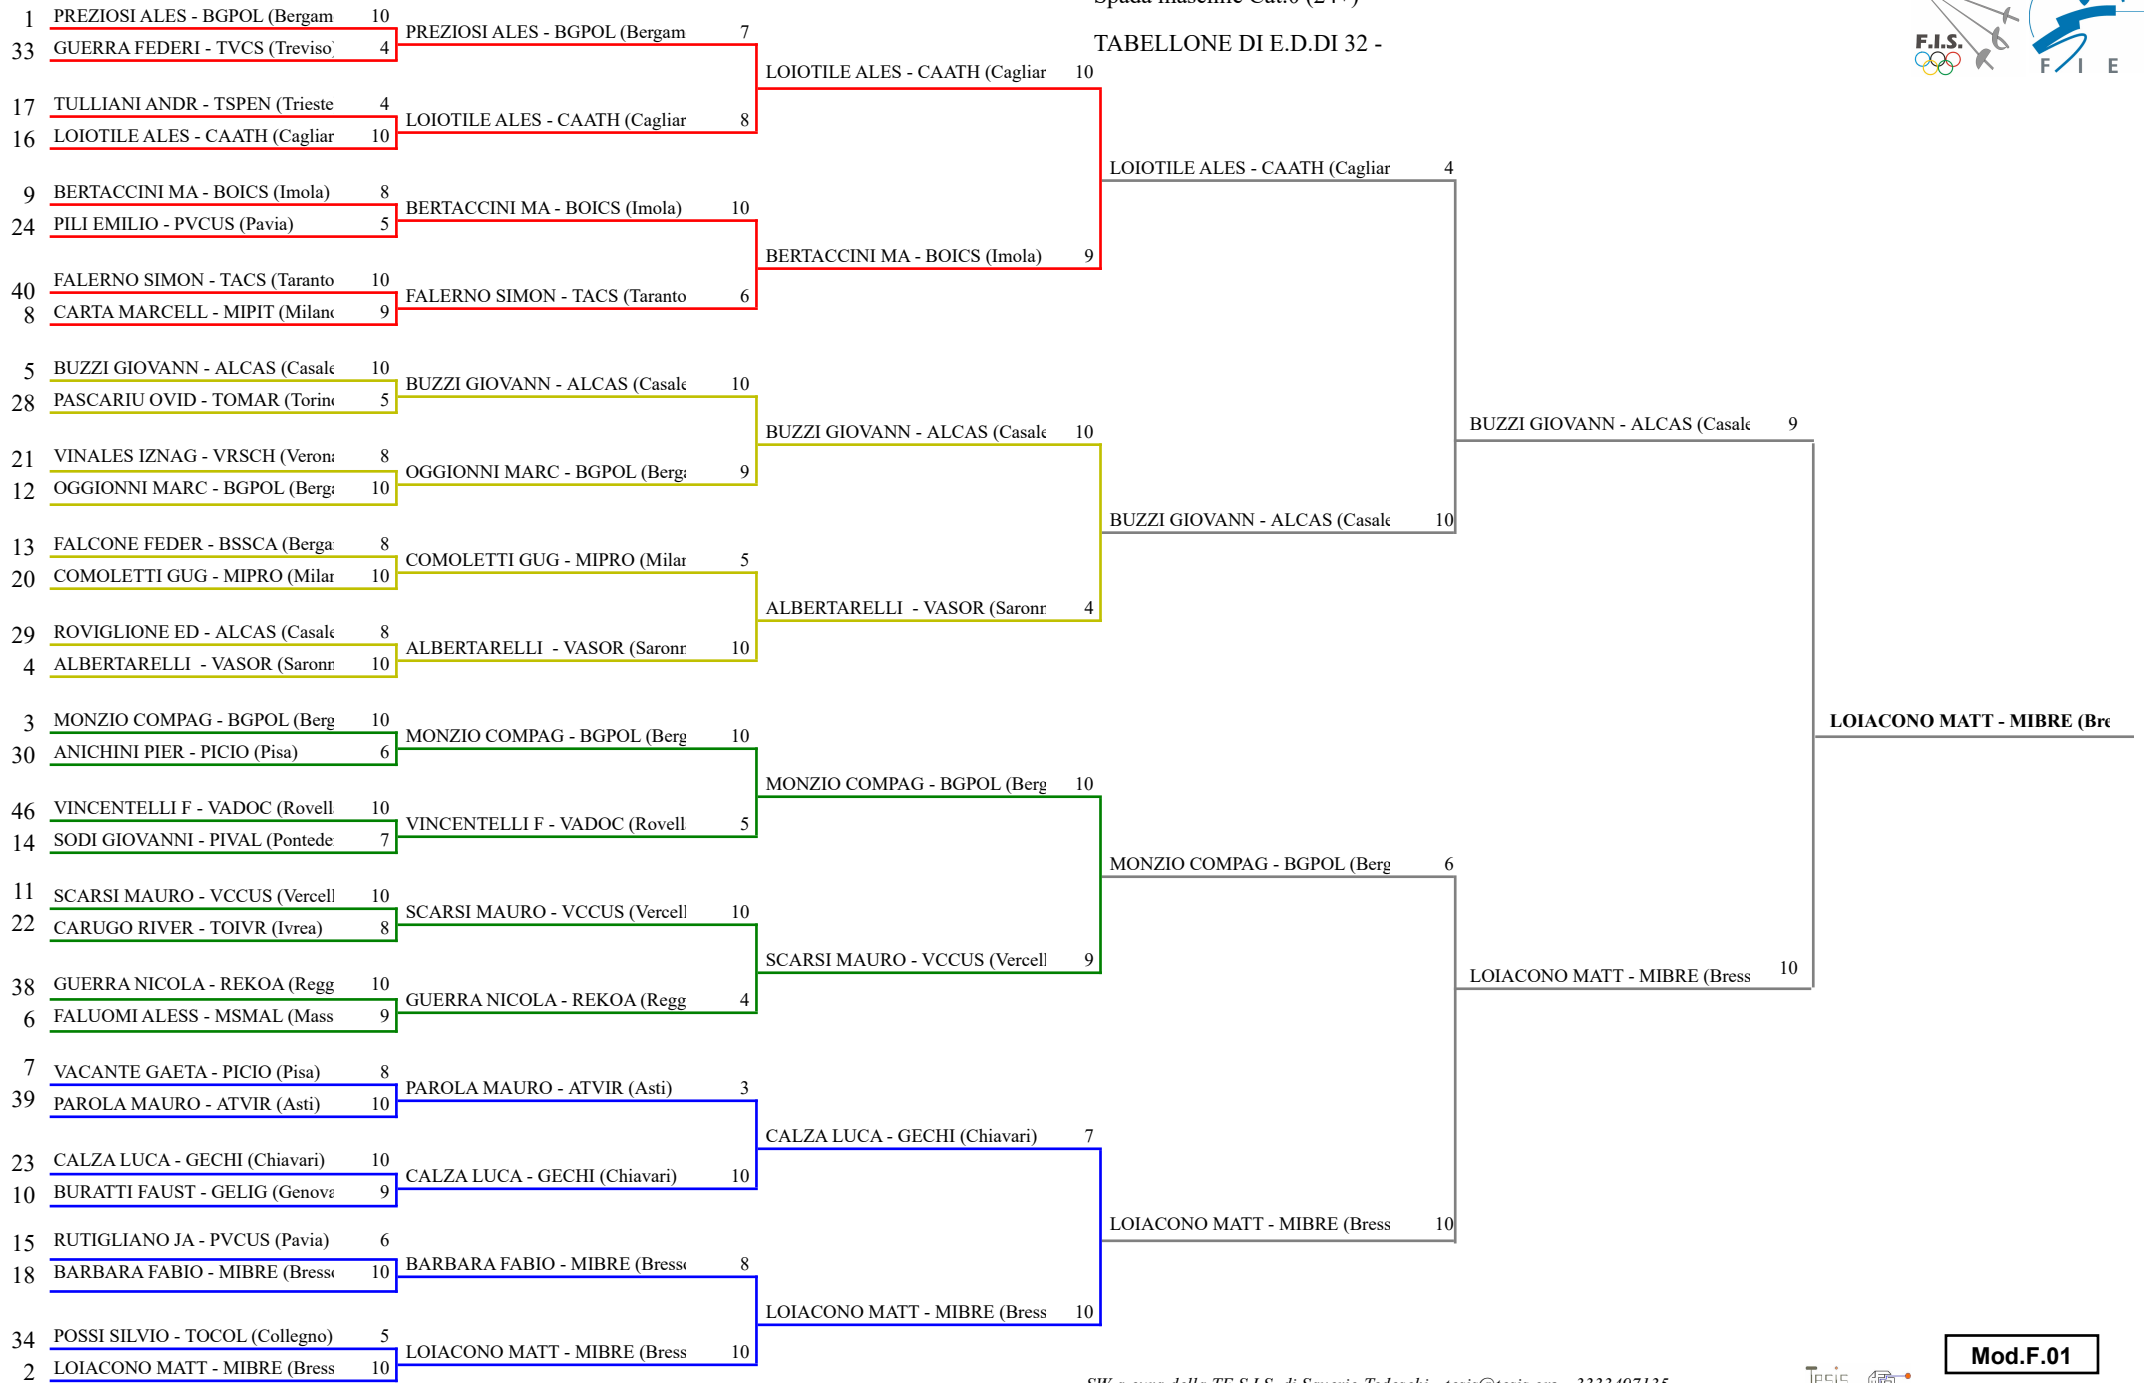 TABELLONE DI E.D.DI 32 -
F.I.S.
F I E
1 PREZIOSI ALES - BGPOL (Bergam 10
33 GUERRA FEDERI - TVCS (Treviso) 4
17 TULLIANI ANDR - TSPEN (Trieste 4
16 LOIOTILE ALES - CAATH (Cagliar 10
9 BERTACCINI MA - BOICS (Imola) 8
24 PILI EMILIO - PVCUS (Pavia) 5
40 FALERNO SIMON - TACS (Taranto 10
8 CARTA MARCELL - MIPIT (Milano 9
5 BUZZI GIOVANN - ALCAS (Casale 10
28 PASCARIU OVID - TOMAR (Torino 5
21 VINALES IZNAG - VRSCH (Verona 8
12 OGGIONNI MARC - BGPOL (Berga 10
13 FALCONE FEDER - BSSCA (Berga 8
20 COMOLETTI GUG - MIPRO (Milar 10
29 ROVIGLIONE ED - ALCAS (Casale 8
4 ALBERTARELLI - VASOR (Saronn 10
3 MONZIO COMPAG - BGPOL (Berg 10
30 ANICHINI PIER - PICIO (Pisa) 6
46 VINCENTELLI F - VADOC (Rovell 10
14 SODI GIOVANNI - PIVAL (Pontede 7
11 SCARSI MAURO - VCCUS (Vercell 10
22 CARUGO RIVER - TOIVR (Ivrea) 8
38 GUERRA NICOLA - REKOA (Regg 10
6 FALUOMI ALESS - MSMAL (Mass 9
7 VACANTE GAETA - PICIO (Pisa) 8
39 PAROLA MAURO - ATVIR (Asti) 10
23 CALZA LUCA - GECHI (Chiavari) 10
10 BURATTI FAUST - GELIG (Genova 9
15 RUTIGLIANO JA - PVCUS (Pavia) 6
18 BARBARA FABIO - MIBRE (Bresso 10
34 POSSI SILVIO - TOCOL (Collegno) 5
2 LOIACONO MATT - MIBRE (Bress 10
PREZIOSI ALES - BGPOL (Bergam 7
LOIOTILE ALES - CAATH (Cagliar 8
BERTACCINI MA - BOICS (Imola) 10
FALERNO SIMON - TACS (Taranto 6
BUZZI GIOVANN - ALCAS (Casale 10
OGGIONNI MARC - BGPOL (Berga 9
COMOLETTI GUG - MIPRO (Milar 5
ALBERTARELLI - VASOR (Saronn 10
MONZIO COMPAG - BGPOL (Berg 10
VINCENTELLI F - VADOC (Rovell 5
SCARSI MAURO - VCCUS (Vercell 10
GUERRA NICOLA - REKOA (Regg 4
PAROLA MAURO - ATVIR (Asti) 3
CALZA LUCA - GECHI (Chiavari) 10
BARBARA FABIO - MIBRE (Bresso 8
LOIACONO MATT - MIBRE (Bress 10
LOIOTILE ALES - CAATH (Cagliar 10
BERTACCINI MA - BOICS (Imola) 9
BUZZI GIOVANN - ALCAS (Casale 10
ALBERTARELLI - VASOR (Saronn 4
MONZIO COMPAG - BGPOL (Berg 10
SCARSI MAURO - VCCUS (Vercell 9
CALZA LUCA - GECHI (Chiavari) 7
LOIACONO MATT - MIBRE (Bress 10
LOIOTILE ALES - CAATH (Cagliar 4
BUZZI GIOVANN - ALCAS (Casale 10
MONZIO COMPAG - BGPOL (Berg 6
LOIACONO MATT - MIBRE (Bress 10
BUZZI GIOVANN - ALCAS (Casale 9
LOIACONO MATT - MIBRE (Bress 10
LOIACONO MATT - MIBRE (Bre
Mod.F.01